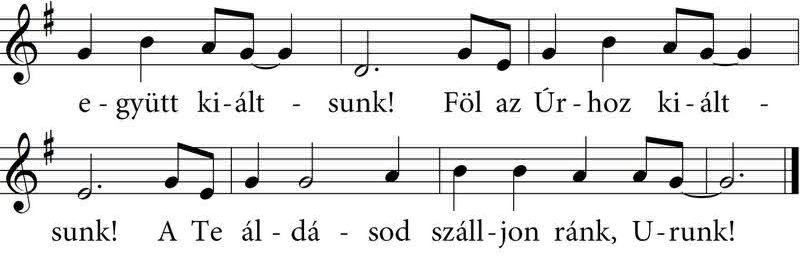 e - gyütt ki - ált - sunk! Föl az Úr - hoz ki - ált -
sunk! A Te ál - dá - sod száll - jon ránk, U - runk!